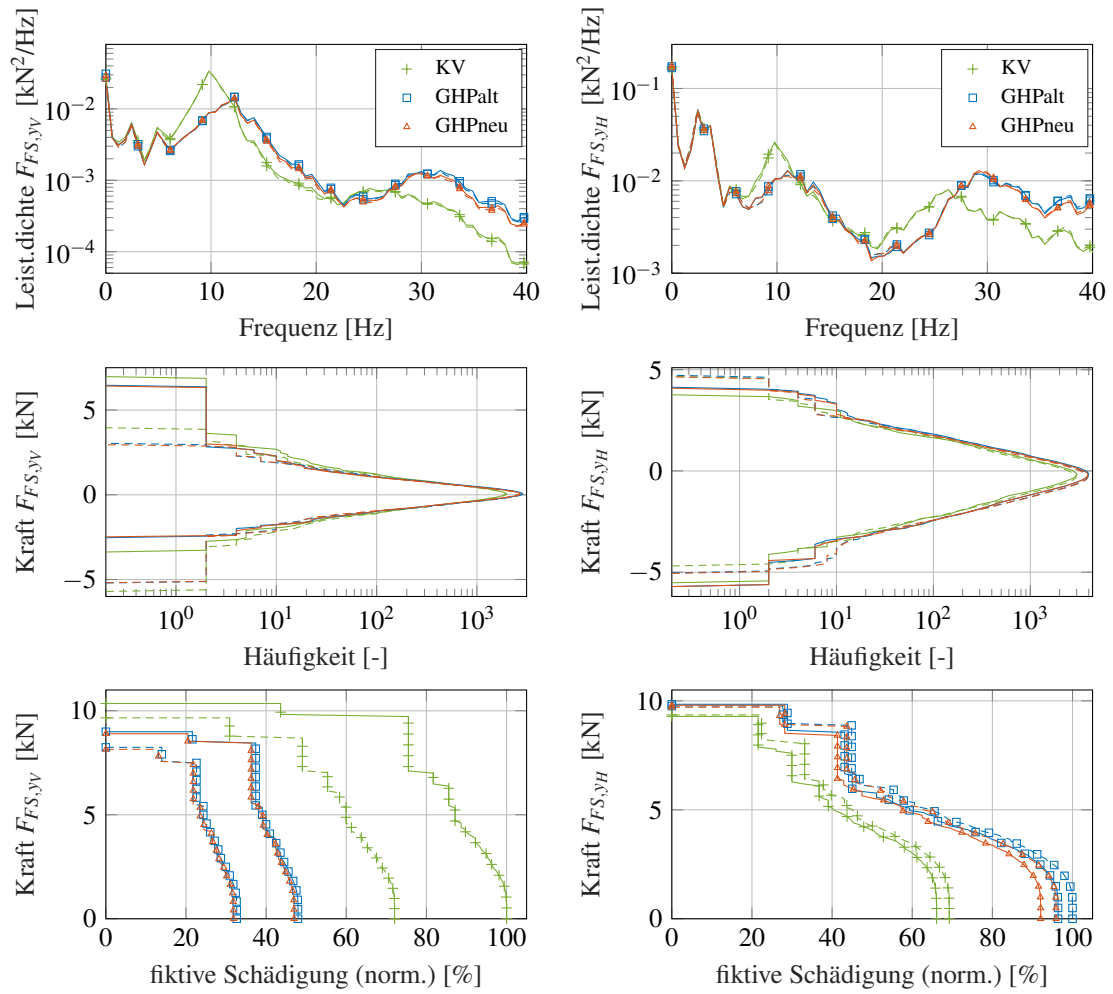 Leist.dichte F_{FS,yV} [kN²/Hz]
10⁻²
10⁻³
10⁻⁴
0 10 20 30 40
Frequenz [Hz]
KV
GHPalt
GHPneu
Leist.dichte F_{FS,yH} [kN²/Hz]
10⁻¹
10⁻²
10⁻³
0 10 20 30 40
Frequenz [Hz]
KV
GHPalt
GHPneu
Kraft F_{FS,yV} [kN]
5
0
−5
10⁰ 10¹ 10² 10³
Häufigkeit [-]
Kraft F_{FS,yH} [kN]
5
0
−5
10⁰ 10¹ 10² 10³
Häufigkeit [-]
Kraft F_{FS,yV} [kN]
10
5
0
0 20 40 60 80 100
fiktive Schädigung (norm.) [%]
Kraft F_{FS,yH} [kN]
10
5
0
0 20 40 60 80 100
fiktive Schädigung (norm.) [%]